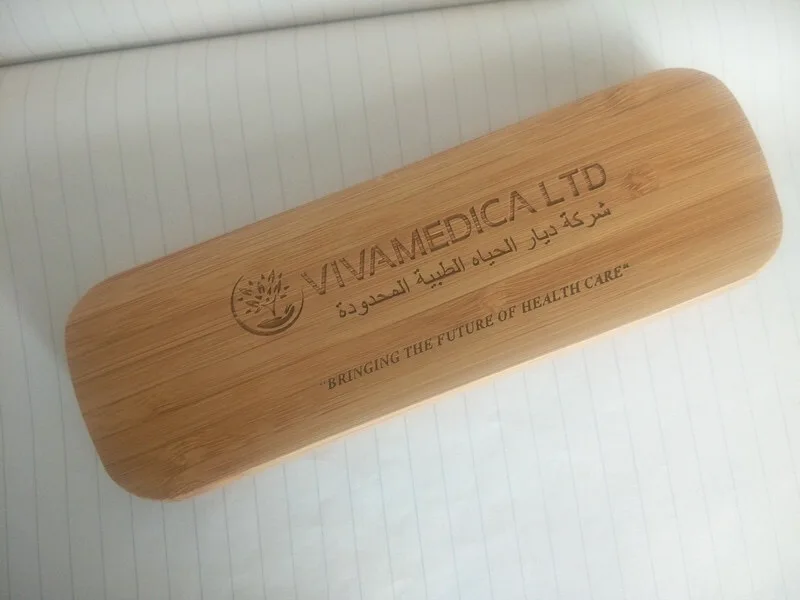 VIVAMEDICA LTD
شركة ديار الحياه الطبية المحدودة
"BRINGING THE FUTURE OF HEALTH CARE"